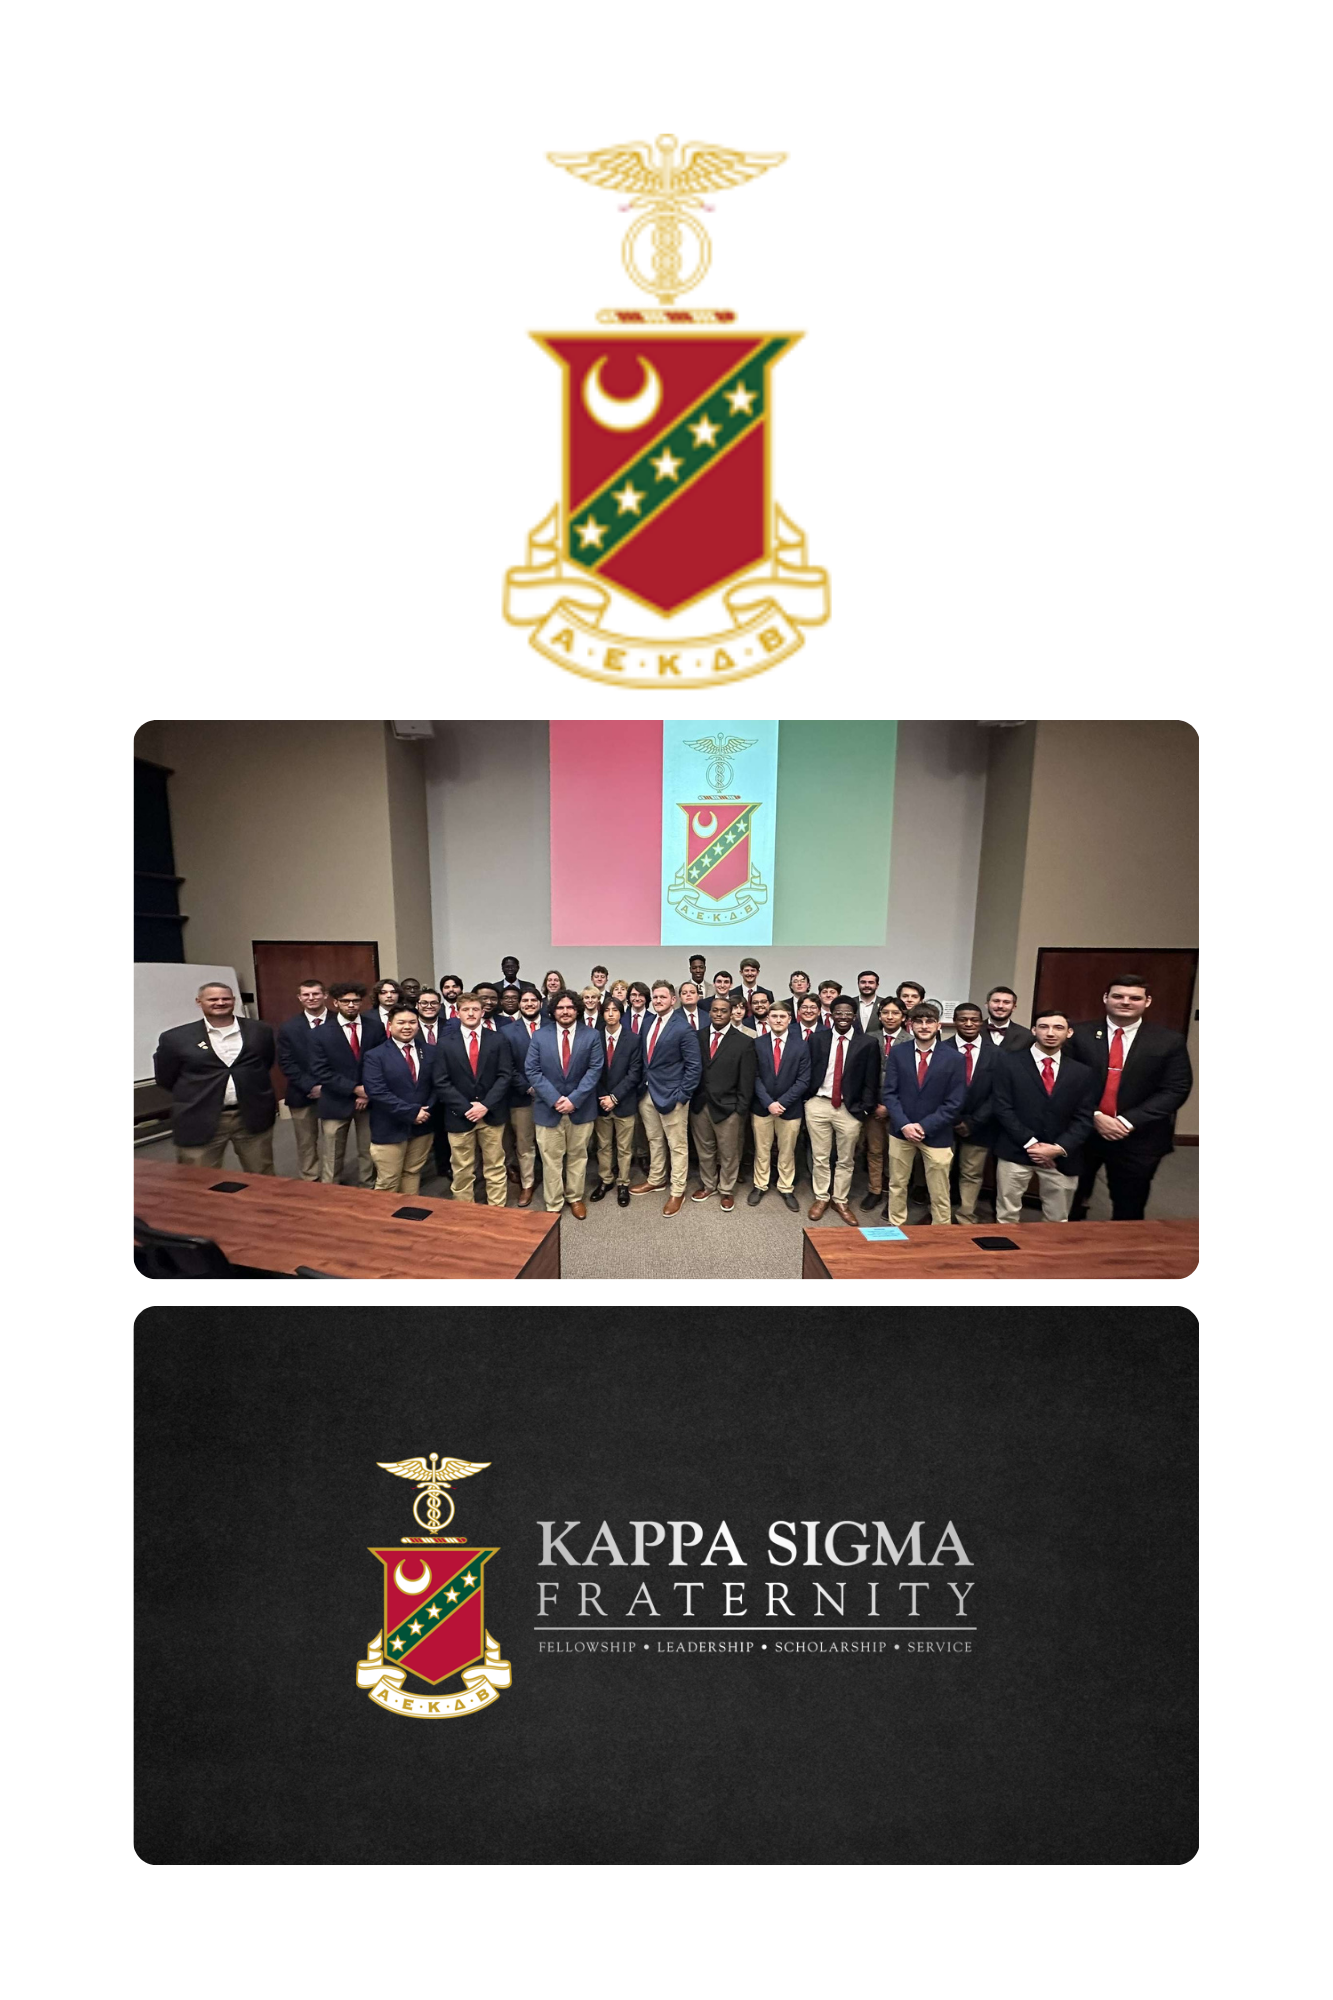 Α · Ε · Κ · Δ · Β
Α · Ε · Κ · Δ · Β
KAPPA SIGMA
FRATERNITY
FELLOWSHIP • LEADERSHIP • SCHOLARSHIP • SERVICE
Α · Ε · Κ · Δ · Β